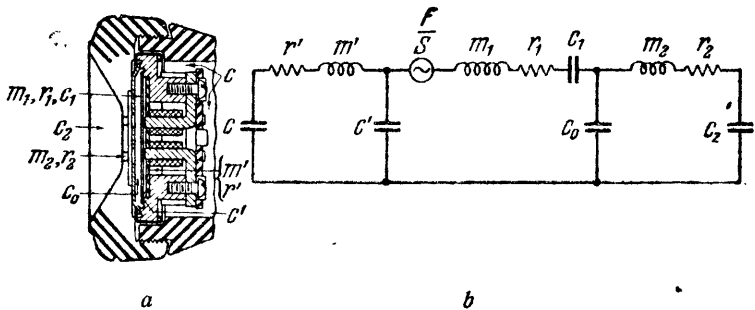 m₁, r₁, c₁
c₂
m₂, r₂
c₀
c
m'
r'
c'
a
r'
m'
F
S
m₁
r₁
c₁
m₂
r₂
c
c'
c₀
c₂
b